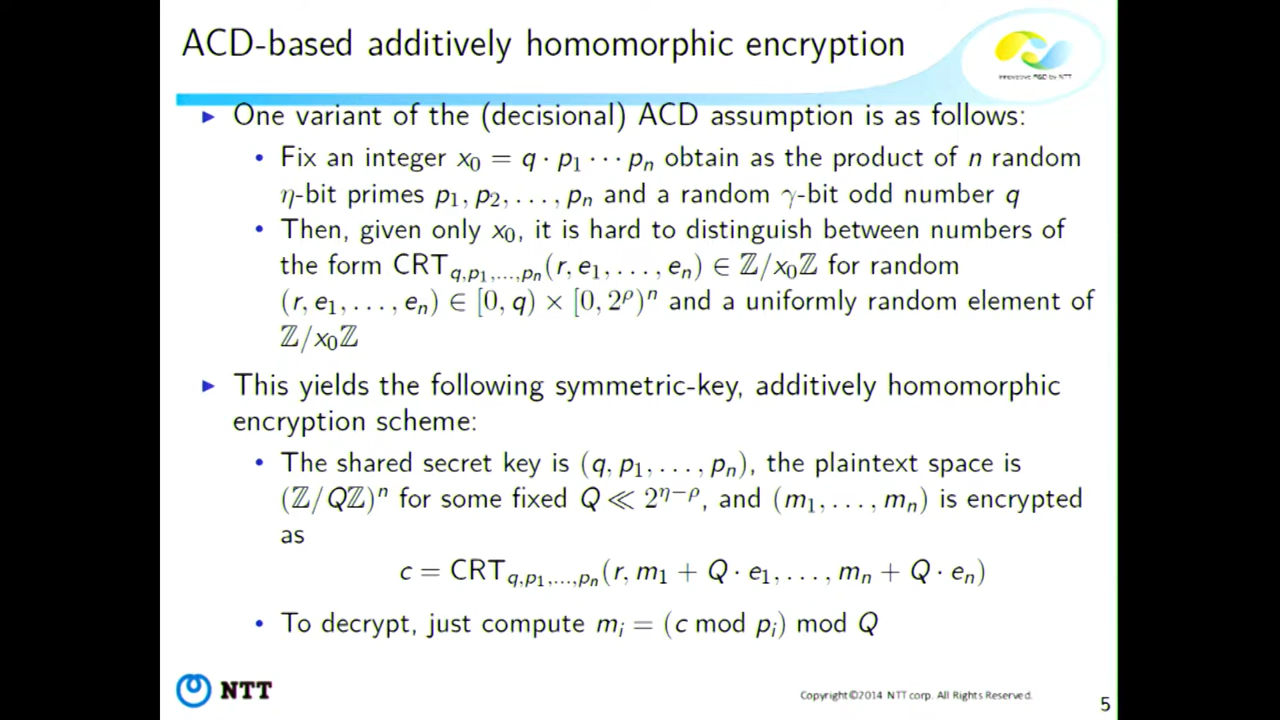 ACD-based additively homomorphic encryption
Innovative R&D by NTT
▶ One variant of the (decisional) ACD assumption is as follows:
• Fix an integer x₀ = q · p₁ ··· pₙ obtain as the product of n random
η-bit primes p₁, p₂, . . . , pₙ and a random γ-bit odd number q
• Then, given only x₀, it is hard to distinguish between numbers of
the form CRT_{q,p₁,...,pₙ}(r, e₁, . . . , eₙ) ∈ ℤ/x₀ℤ for random
(r, e₁, . . . , eₙ) ∈ [0, q) × [0, 2^ρ)ⁿ and a uniformly random element of
ℤ/x₀ℤ
▶ This yields the following symmetric-key, additively homomorphic
encryption scheme:
• The shared secret key is (q, p₁, . . . , pₙ), the plaintext space is
(ℤ/Qℤ)ⁿ for some fixed Q ≪ 2^{η−ρ}, and (m₁, . . . , mₙ) is encrypted
as
c = CRT_{q,p₁,...,pₙ}(r, m₁ + Q · e₁, . . . , mₙ + Q · eₙ)
• To decrypt, just compute mᵢ = (c mod pᵢ) mod Q
NTT
Copyright©2014 NTT corp. All Rights Reserved.
5